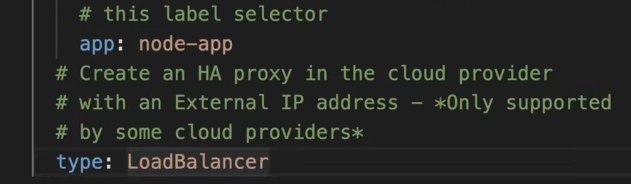 # this label selector
app: node-app
# Create an HA proxy in the cloud provider
# with an External IP address – *Only supported
# by some cloud providers*
type: LoadBalancer